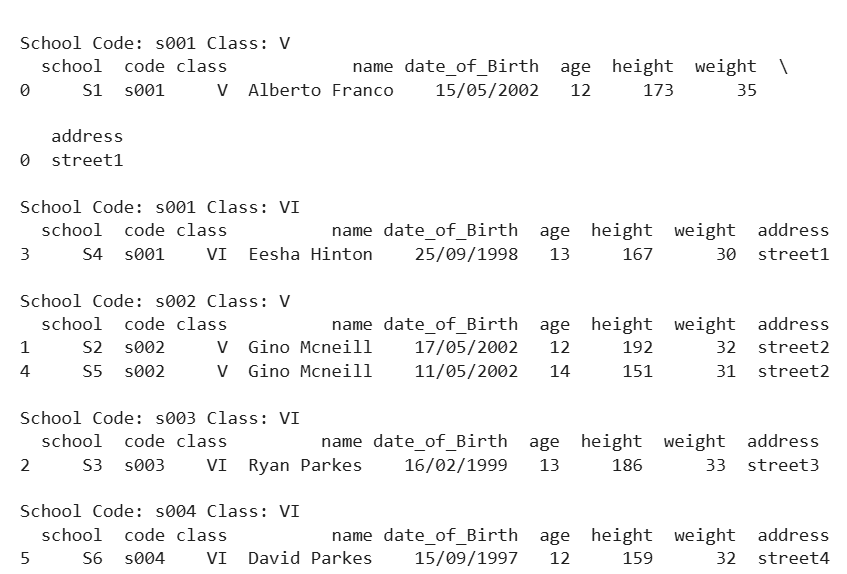 School Code: s001 Class: V
school code class name date_of_Birth age height weight \
0 S1 s001 V Alberto Franco 15/05/2002 12 173 35
address
0 street1
School Code: s001 Class: VI
school code class name date_of_Birth age height weight address
3 S4 s001 VI Eesha Hinton 25/09/1998 13 167 30 street1
School Code: s002 Class: V
school code class name date_of_Birth age height weight address
1 S2 s002 V Gino Mcneill 17/05/2002 12 192 32 street2
4 S5 s002 V Gino Mcneill 11/05/2002 14 151 31 street2
School Code: s003 Class: VI
school code class name date_of_Birth age height weight address
2 S3 s003 VI Ryan Parkes 16/02/1999 13 186 33 street3
School Code: s004 Class: VI
school code class name date_of_Birth age height weight address
5 S6 s004 VI David Parkes 15/09/1997 12 159 32 street4